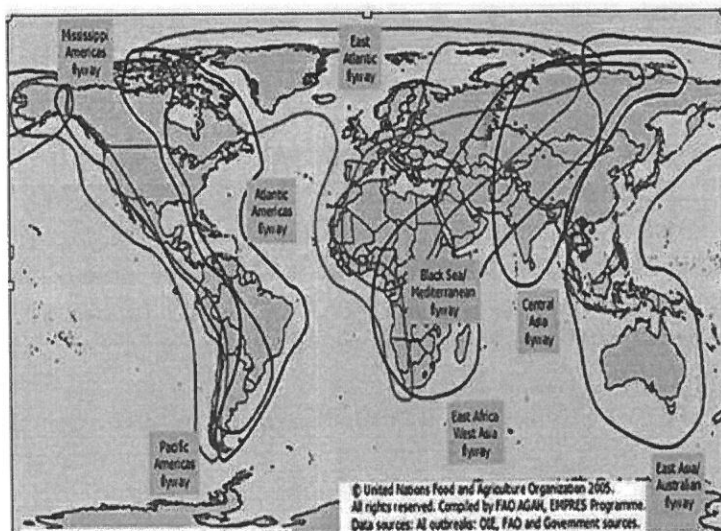 Mississippi
Americas
flyway
East
Atlantic
flyway
Atlantic
Americas
flyway
Black Sea/
Mediterranean
flyway
Central
Asia
flyway
East Africa
West Asia
flyway
Pacific
Americas
flyway
East Asia/
Australian
flyway
© United Nations Food and Agriculture Organization 2005.
All rights reserved. Compiled by FAO AGAH, EMPRES Programme.
Data sources: AI outbreaks: OIE, FAO and Government sources.